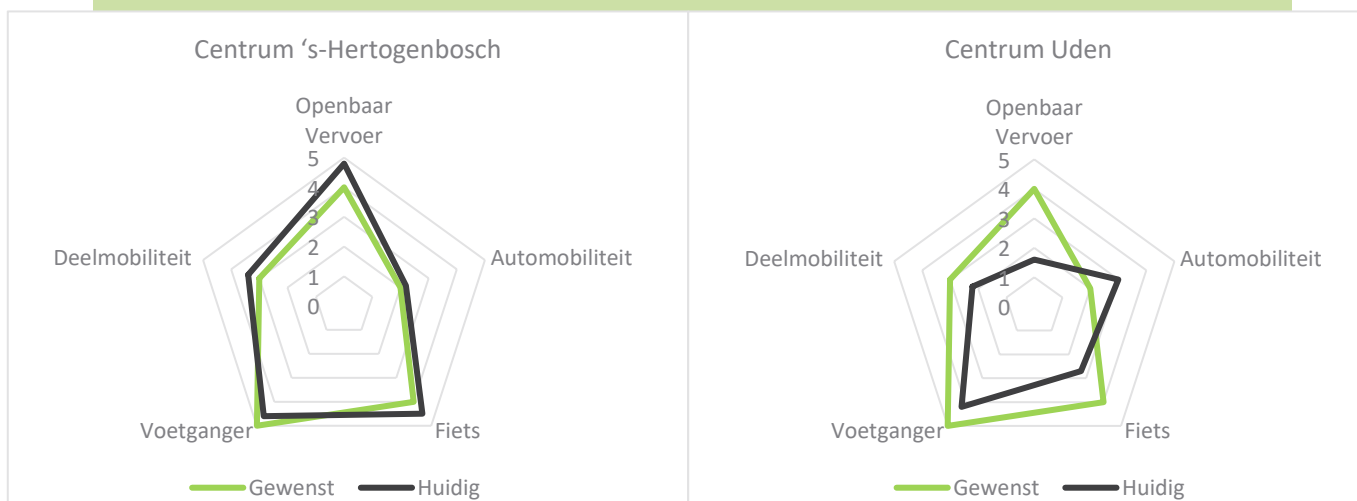 Centrum ‘s-Hertogenbosch
Openbaar
Vervoer
5
4
3
2
1
0
Automobiliteit
Fiets
Voetganger
Deelmobiliteit
Gewenst
Huidig
Centrum Uden
Openbaar
Vervoer
5
4
3
2
1
0
Automobiliteit
Fiets
Voetganger
Deelmobiliteit
Gewenst
Huidig